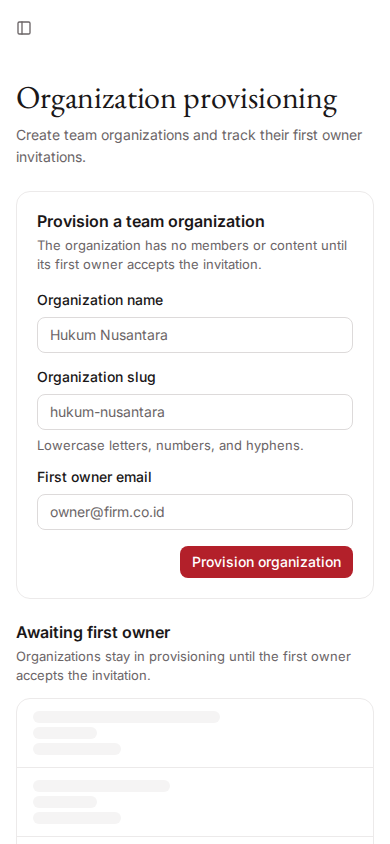 Organization provisioning
Create team organizations and track their first owner
invitations.
Provision a team organization
The organization has no members or content until
its first owner accepts the invitation.
Organization name
Hukum Nusantara
Organization slug
hukum-nusantara
Lowercase letters, numbers, and hyphens.
First owner email
owner@firm.co.id
Provision organization
Awaiting first owner
Organizations stay in provisioning until the first owner
accepts the invitation.